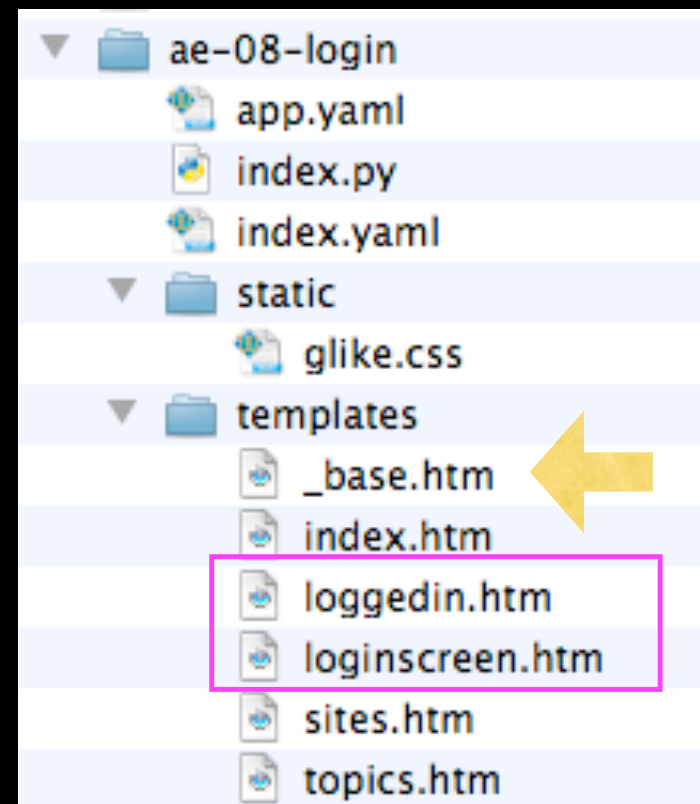 ae-08-login
app.yaml
index.py
index.yaml
static
glike.css
templates
_base.htm
index.htm
loggedin.htm
loginscreen.htm
sites.htm
topics.htm